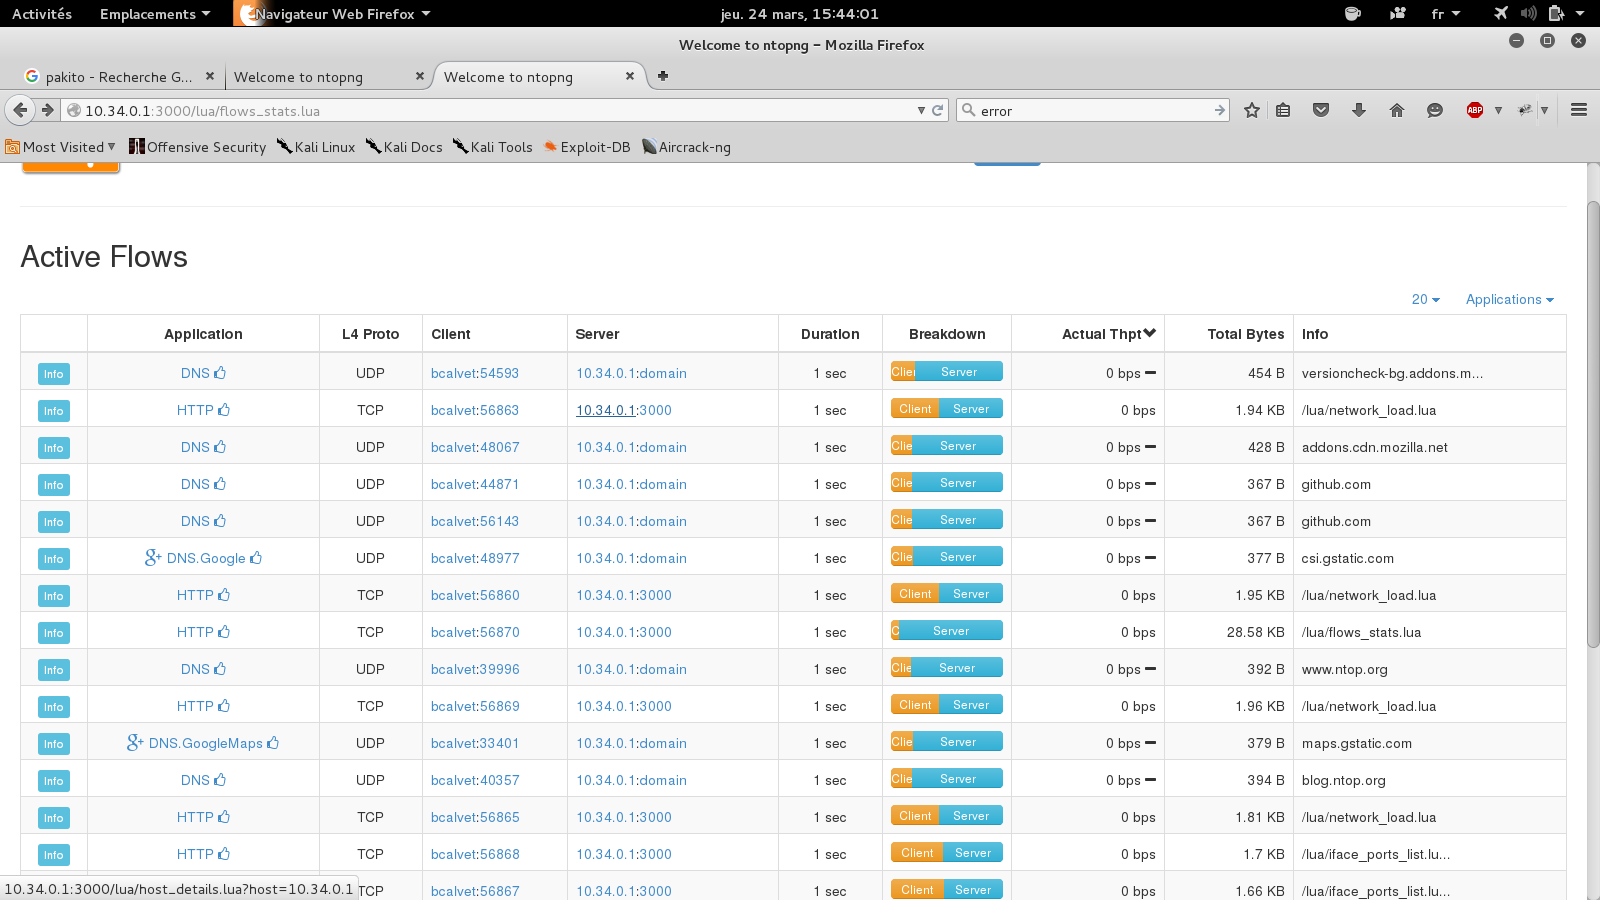 Activités Emplacements Navigateur Web Firefox jeu. 24 mars, 15:44:01 fr
Welcome to ntopng - Mozilla Firefox
pakito - Recherche G... Welcome to ntopng Welcome to ntopng
10.34.0.1:3000/lua/flows_stats.lua error ABP
Most Visited Offensive Security Kali Linux Kali Docs Kali Tools Exploit-DB Aircrack-ng
Active Flows
20 Applications
Application L4 Proto Client Server Duration Breakdown Actual Thpt Total Bytes Info
Info DNS UDP bcalvet:54593 10.34.0.1:domain 1 sec Clier Server 0 bps 454 B versioncheck-bg.addons.m...
Info HTTP TCP bcalvet:56863 10.34.0.1:3000 1 sec Client Server 0 bps 1.94 KB /lua/network_load.lua
Info DNS UDP bcalvet:48067 10.34.0.1:domain 1 sec Clie Server 0 bps 428 B addons.cdn.mozilla.net
Info DNS UDP bcalvet:44871 10.34.0.1:domain 1 sec Clie Server 0 bps 367 B github.com
Info DNS UDP bcalvet:56143 10.34.0.1:domain 1 sec Clie Server 0 bps 367 B github.com
Info g+ DNS.Google UDP bcalvet:48977 10.34.0.1:domain 1 sec Clie Server 0 bps 377 B csi.gstatic.com
Info HTTP TCP bcalvet:56860 10.34.0.1:3000 1 sec Client Server 0 bps 1.95 KB /lua/network_load.lua
Info HTTP TCP bcalvet:56870 10.34.0.1:3000 1 sec C Server 0 bps 28.58 KB /lua/flows_stats.lua
Info DNS UDP bcalvet:39996 10.34.0.1:domain 1 sec Clie Server 0 bps 392 B www.ntop.org
Info HTTP TCP bcalvet:56869 10.34.0.1:3000 1 sec Client Server 0 bps 1.96 KB /lua/network_load.lua
Info g+ DNS.GoogleMaps UDP bcalvet:33401 10.34.0.1:domain 1 sec Clie Server 0 bps 379 B maps.gstatic.com
Info DNS UDP bcalvet:40357 10.34.0.1:domain 1 sec Clie Server 0 bps 394 B blog.ntop.org
Info HTTP TCP bcalvet:56865 10.34.0.1:3000 1 sec Client Server 0 bps 1.81 KB /lua/network_load.lua
Info HTTP TCP bcalvet:56868 10.34.0.1:3000 1 sec Client Server 0 bps 1.7 KB /lua/iface_ports_list.lu...
10.34.0.1:3000/lua/host_details.lua?host=10.34.0.1 TCP bcalvet:56867 10.34.0.1:3000 1 sec Client Server 0 bps 1.66 KB /lua/iface_ports_list.lu...